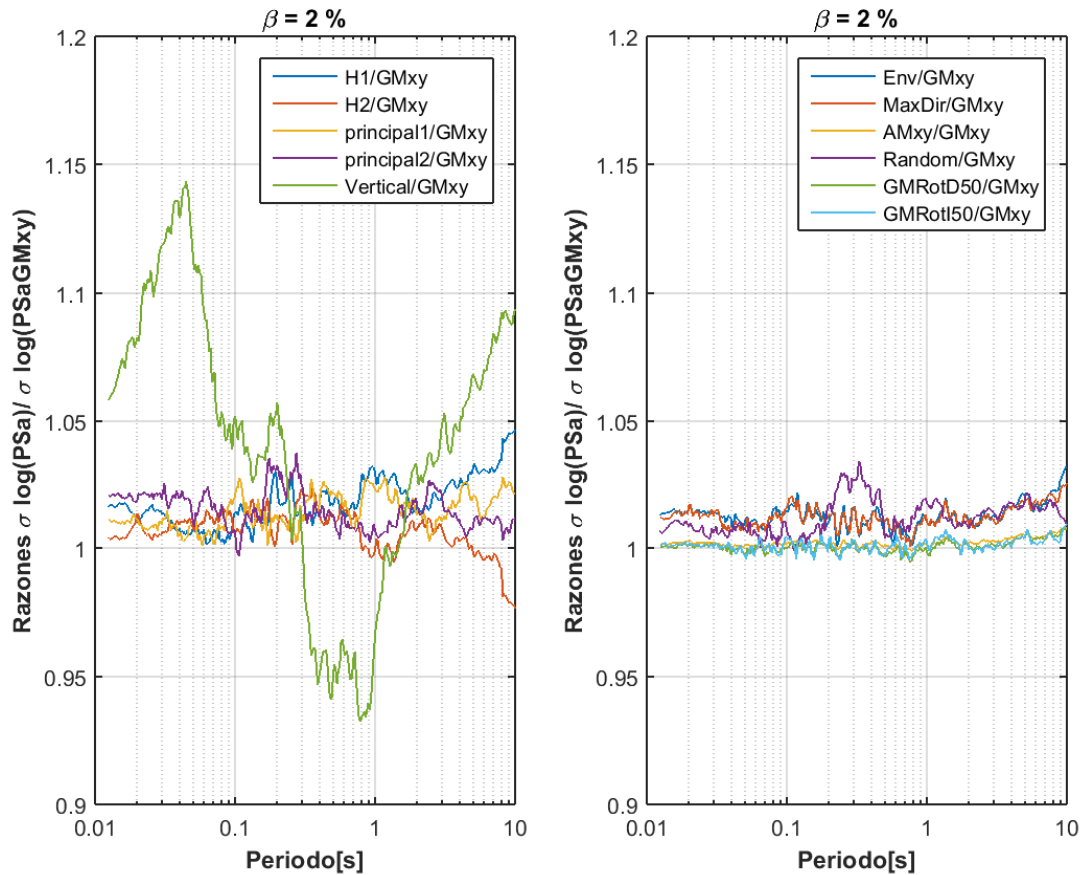 β = 2 %
Razones σ log(PSa)/ σ log(PSaGMxy)
1.2
1.15
1.1
1.05
1
0.95
0.9
H1/GMxy
H2/GMxy
principal1/GMxy
principal2/GMxy
Vertical/GMxy
0.01
0.1
1
10
Periodo[s]
β = 2 %
Razones σ log(PSa)/ σ log(PSaGMxy)
1.2
1.15
1.1
1.05
1
0.95
0.9
Env/GMxy
MaxDir/GMxy
AMxy/GMxy
Random/GMxy
GMRotD50/GMxy
GMRotI50/GMxy
0.01
0.1
1
10
Periodo[s]